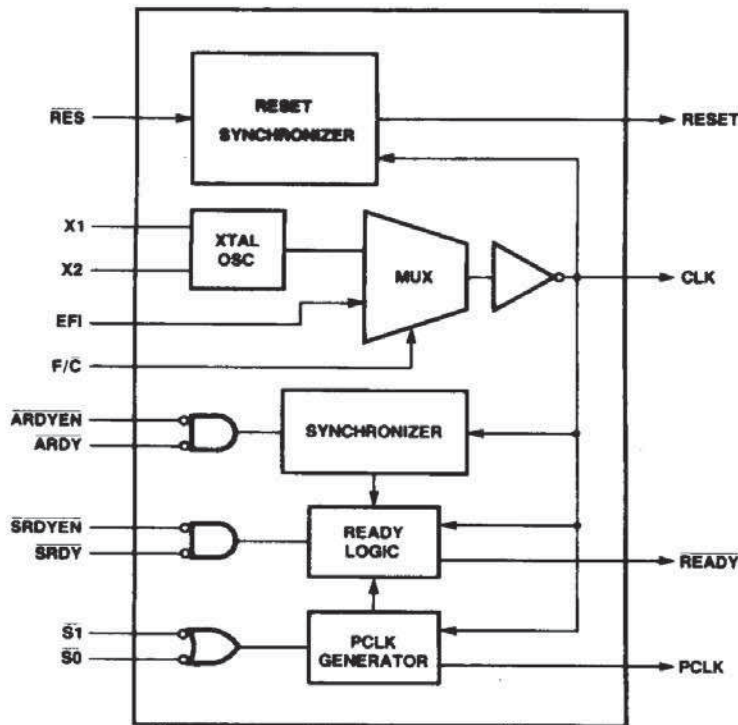 RES
RESET
SYNCHRONIZER
RESET
X1
X2
XTAL
OSC
MUX
CLK
EFI
F/C̅
ARDYEN
ARDY
SYNCHRONIZER
SRDYEN
SRDY
READY
LOGIC
READY
S1
S0
PCLK
GENERATOR
PCLK